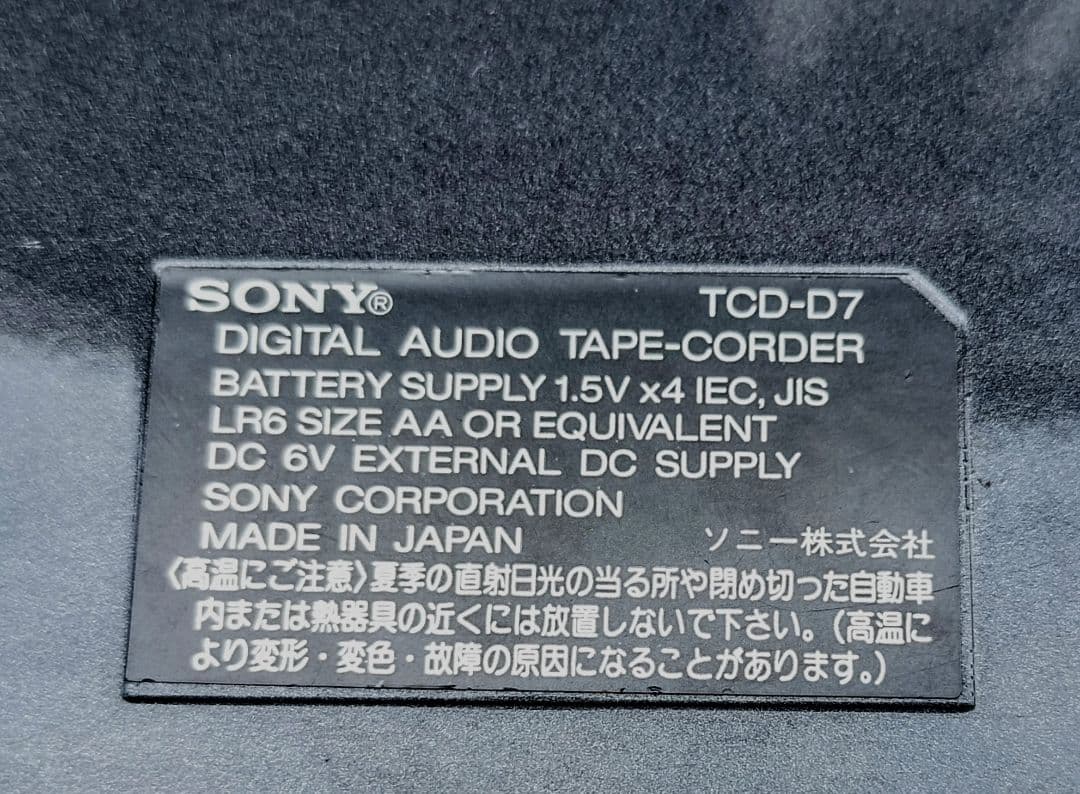 SONY® TCD-D7
DIGITAL AUDIO TAPE-CORDER
BATTERY SUPPLY 1.5V x4 IEC, JIS
LR6 SIZE AA OR EQUIVALENT
DC 6V EXTERNAL DC SUPPLY
SONY CORPORATION
MADE IN JAPAN ソニー株式会社
〈高温にご注意〉夏季の直射日光の当る所や閉め切った自動車
内または熱器具の近くには放置しないで下さい。(高温に
より変形・変色・故障の原因になることがあります。)